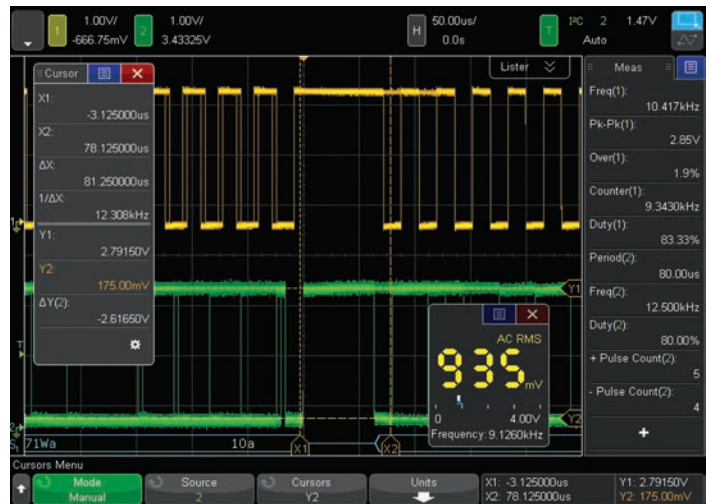 1 1.00V/ -666.75mV 2 1.00V/ 3.43325V H 50.00us/ 0.0s T I²C 2 1.47V Auto
Lister
Cursor
X1:
-3.125000us
X2:
78.125000us
ΔX:
81.250000us
1/ΔX:
12.308kHz
Y1:
2.79150V
Y2:
175.00mV
ΔY(2):
-2.61650V
Meas
Freq(1):
10.417kHz
Pk-Pk(1):
2.85V
Over(1):
1.9%
Counter(1):
9.3430kHz
Duty(1):
83.33%
Period(2):
80.00us
Freq(2):
12.500kHz
Duty(2):
80.00%
+ Pulse Count(2):
5
- Pulse Count(2):
4
+
Y1
AC RMS
935 mV
0 4.00V
Frequency: 9.1260kHz
Y2
T
S₁ 71Wa 10a X1 X2
Cursors Menu
Mode Source Cursors Units X1: -3.125000us Y1: 2.79150V
Manual 2 Y2 X2: 78.125000us Y2: 175.00mV